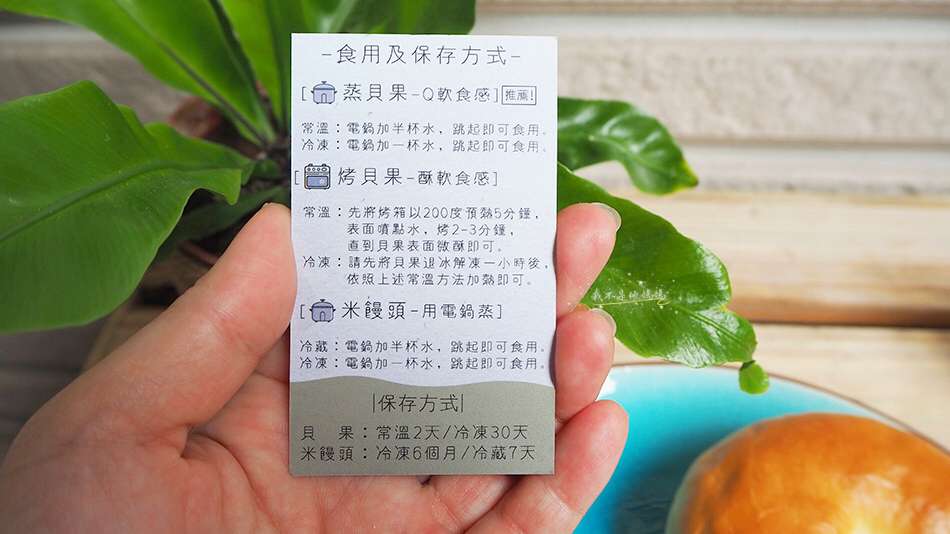 -食用及保存方式-
[蒸貝果-Q軟食感] 推薦!
常溫：電鍋加半杯水，跳起即可食用。
冷凍：電鍋加一杯水，跳起即可食用。
[烤貝果-酥軟食感]
常溫：先將烤箱以200度預熱5分鐘，
表面噴點水，烤2-3分鐘，
直到貝果表面微酥即可。
冷凍：請先將貝果退冰解凍一小時後，
依照上述常溫方法加熱即可。
[米饅頭-用電鍋蒸]
冷藏：電鍋加半杯水，跳起即可食用。
冷凍：電鍋加一杯水，跳起即可食用。
|保存方式|
貝　果：常溫2天/冷凍30天
米饅頭：冷凍6個月/冷藏7天